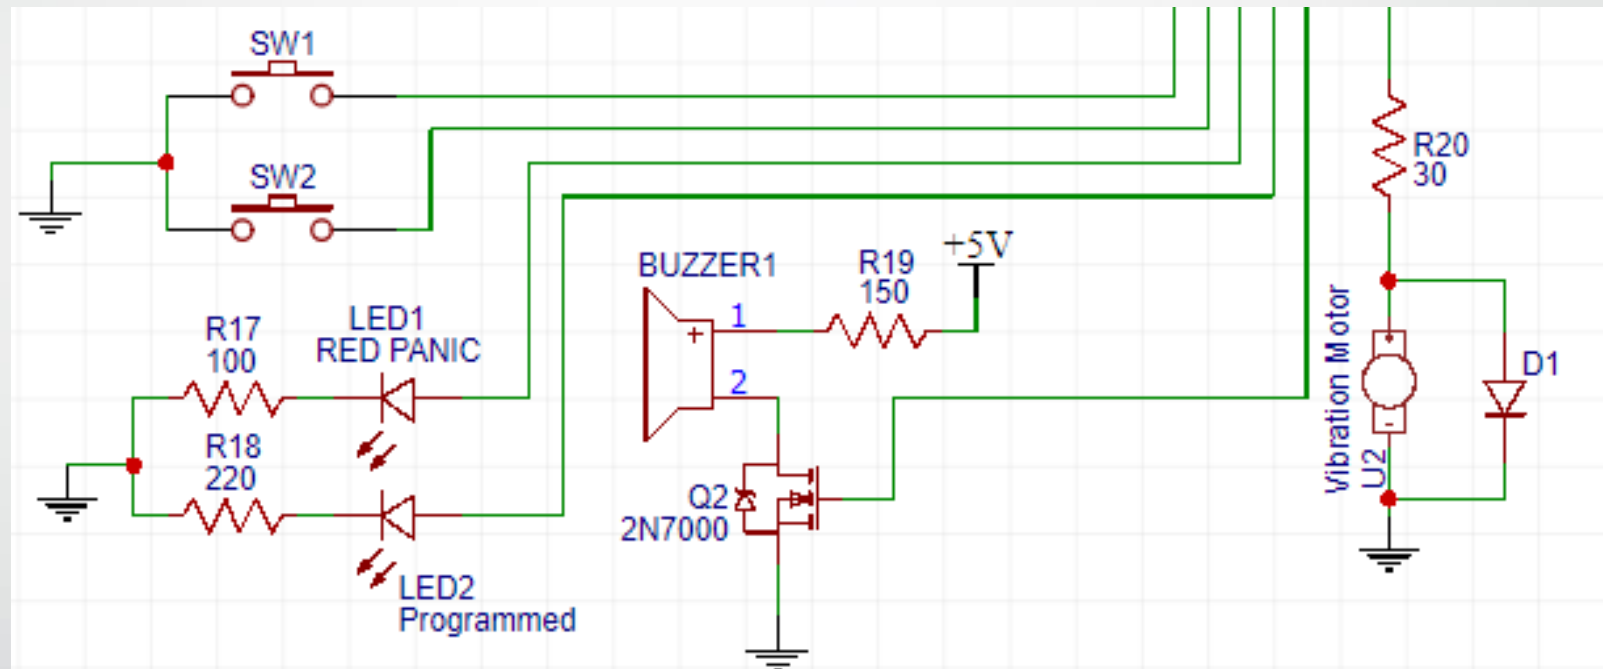 SW1
SW2
R20
30
+5V
BUZZER1
R19
150
1
2
+
R17
100
LED1
RED PANIC
R18
220
Q2
2N7000
LED2
Programmed
Vibration Motor
U2
+
-
D1